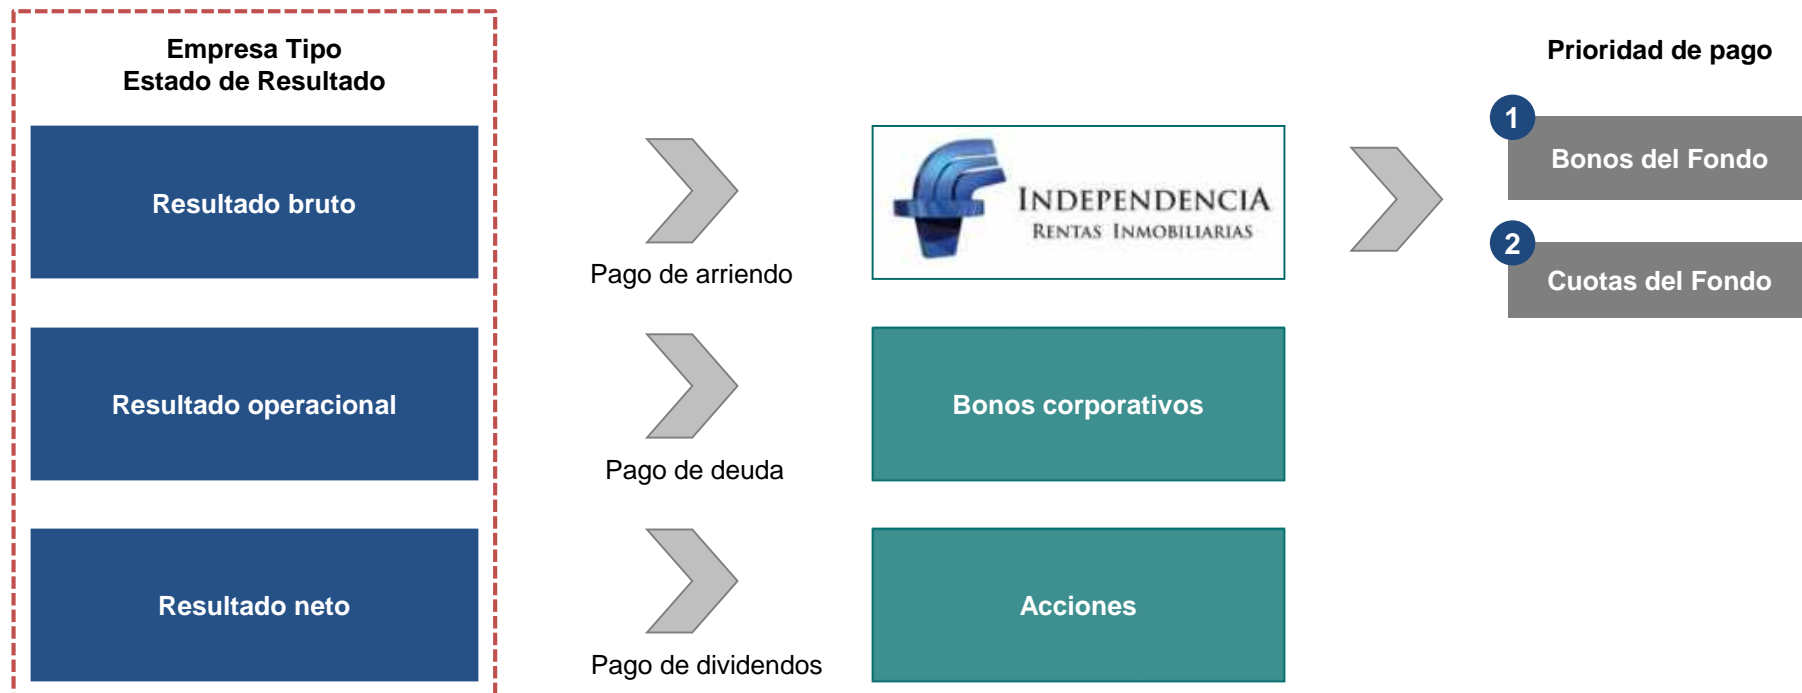 Empresa Tipo
Estado de Resultado
Prioridad de pago
Resultado bruto
Pago de arriendo
INDEPENDENCIA
RENTAS INMOBILIARIAS
1
Bonos del Fondo
2
Cuotas del Fondo
Resultado operacional
Pago de deuda
Bonos corporativos
Resultado neto
Pago de dividendos
Acciones